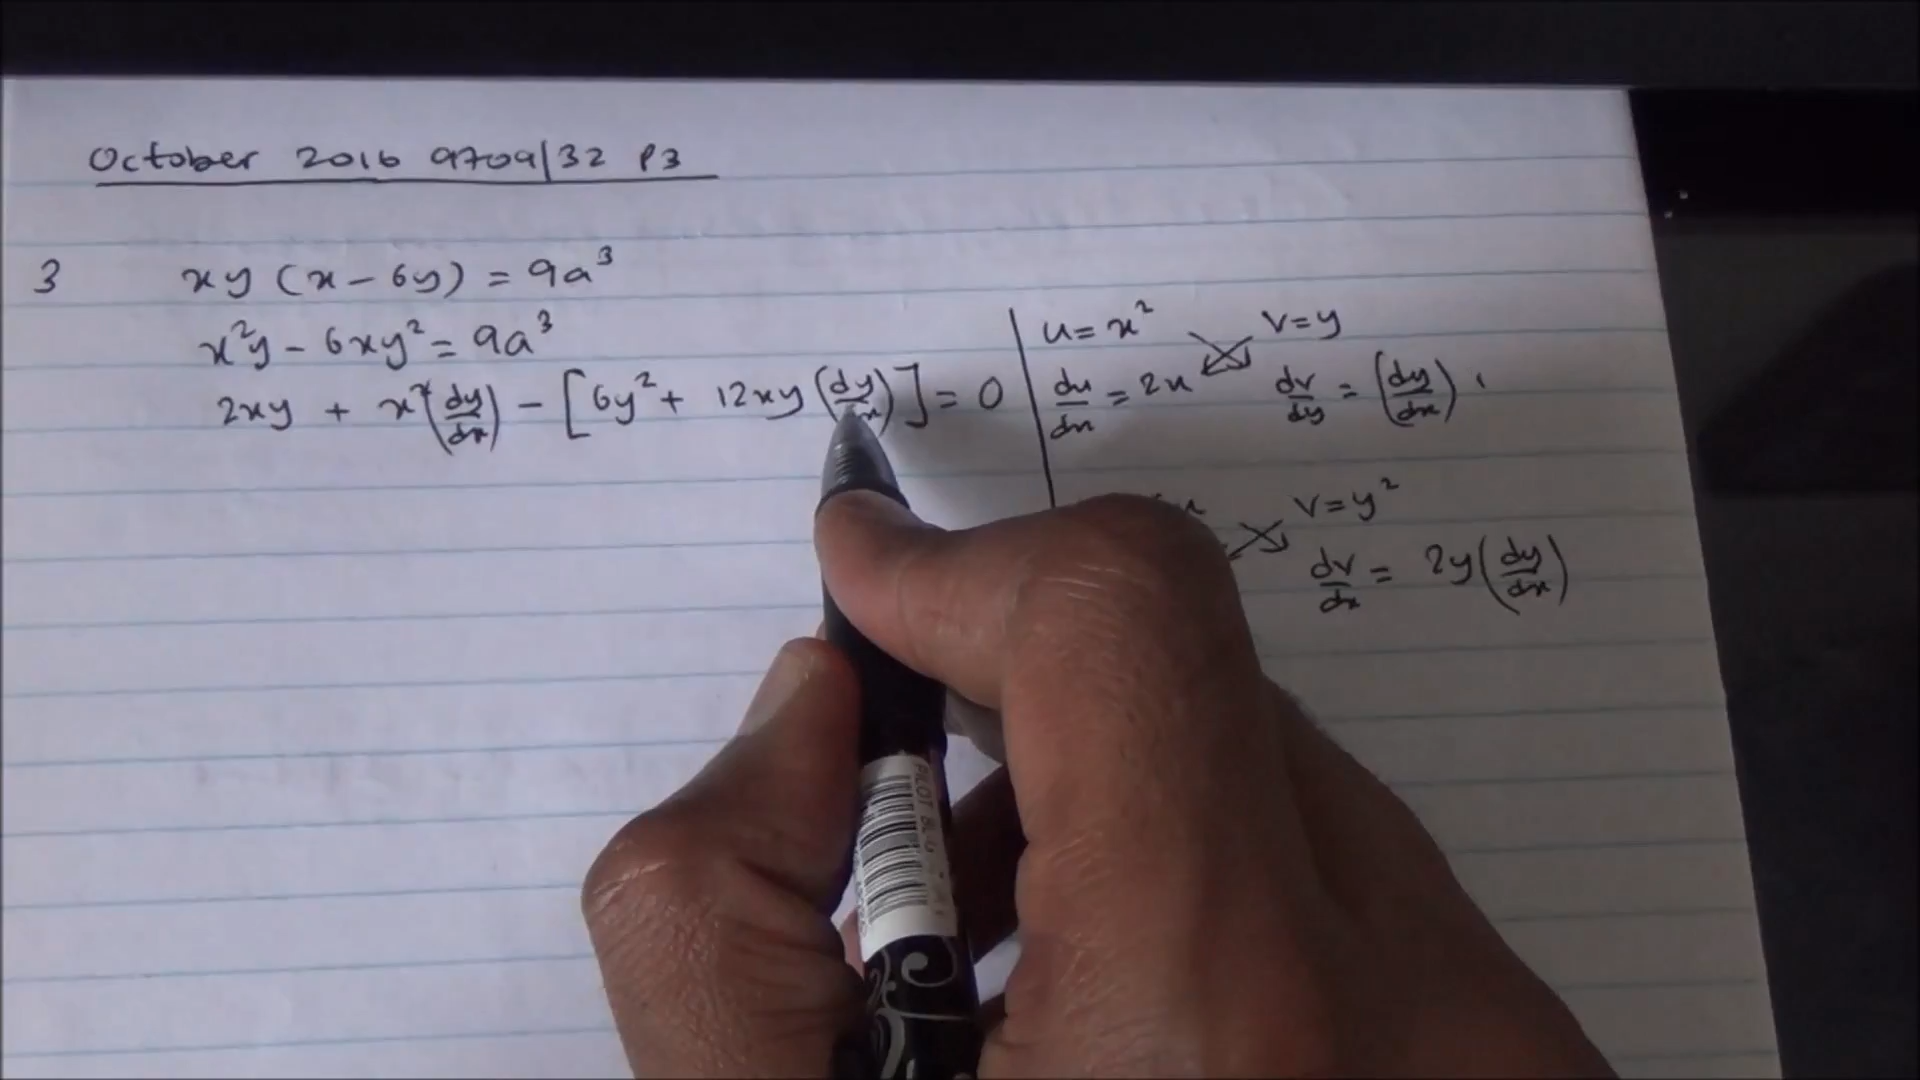 October 2016 9709/32 P3
3 xy (x - 6y) = 9a³
x²y - 6xy² = 9a³
2xy + x²(dy/dx) - [6y² + 12xy (dy/dx)] = 0
u = x² v = y
du/dx = 2x dv/dy = (dy/dx)
v = y²
dv/dx = 2y (dy/dx)
PILOT